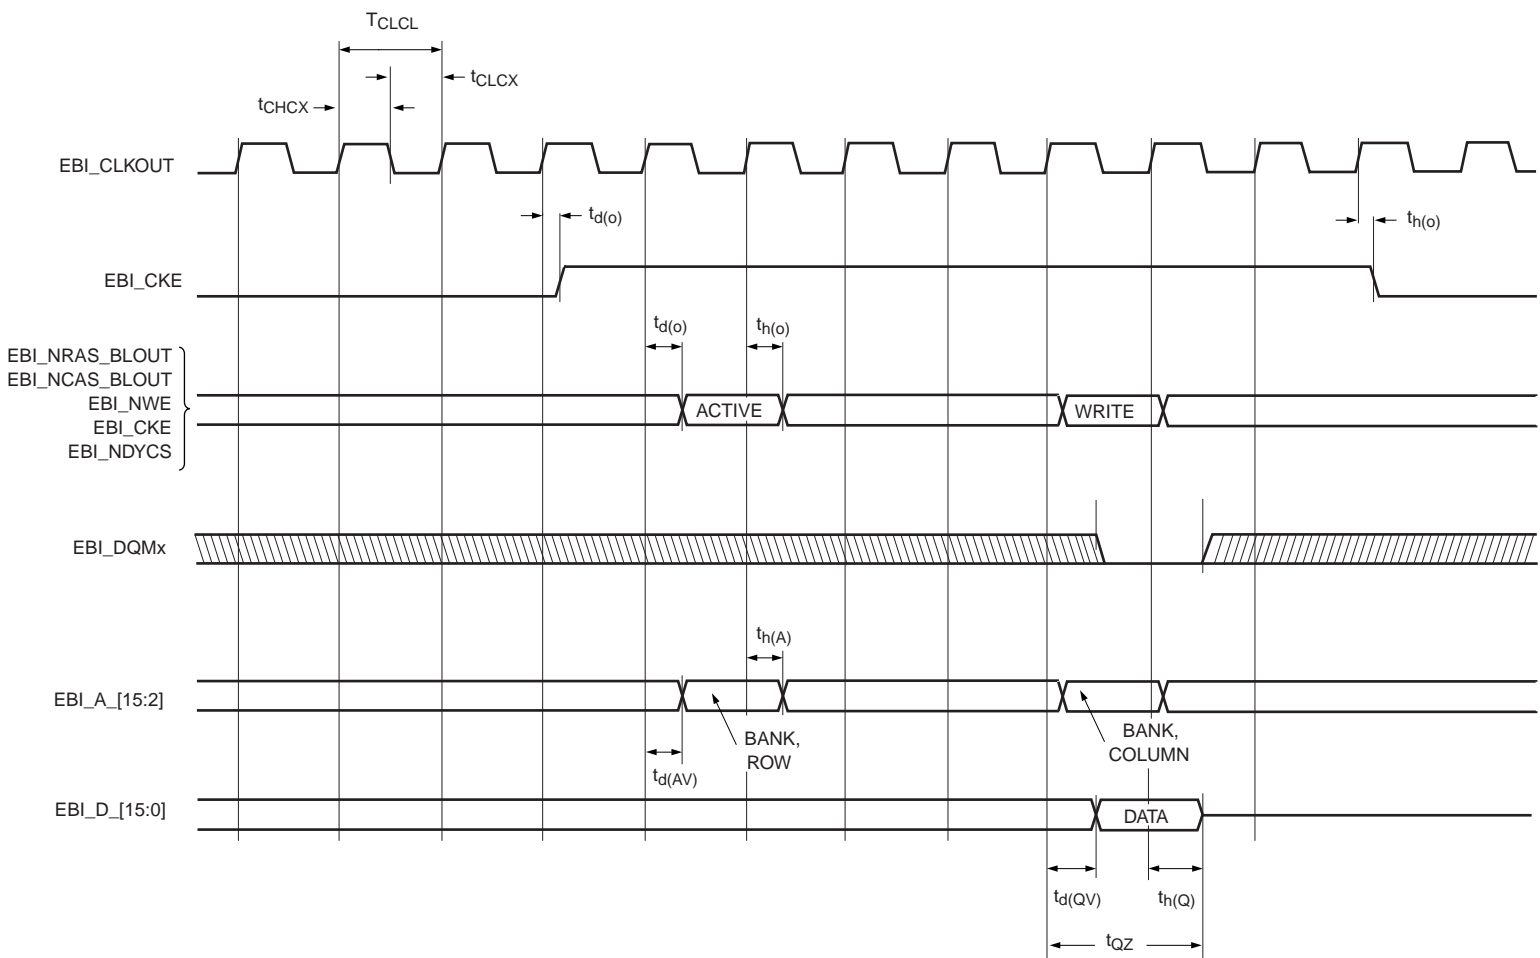 TCLCL
tCLCX
tCHCX
EBI_CLKOUT
td(o)
th(o)
EBI_CKE
td(o)
th(o)
EBI_NRAS_BLOUT
EBI_NCAS_BLOUT
EBI_NWE
EBI_CKE
EBI_NDYCS
ACTIVE
WRITE
EBI_DQMx
th(A)
EBI_A_[15:2]
BANK,
ROW
BANK,
COLUMN
td(AV)
EBI_D_[15:0]
DATA
td(QV)
th(Q)
tQZ